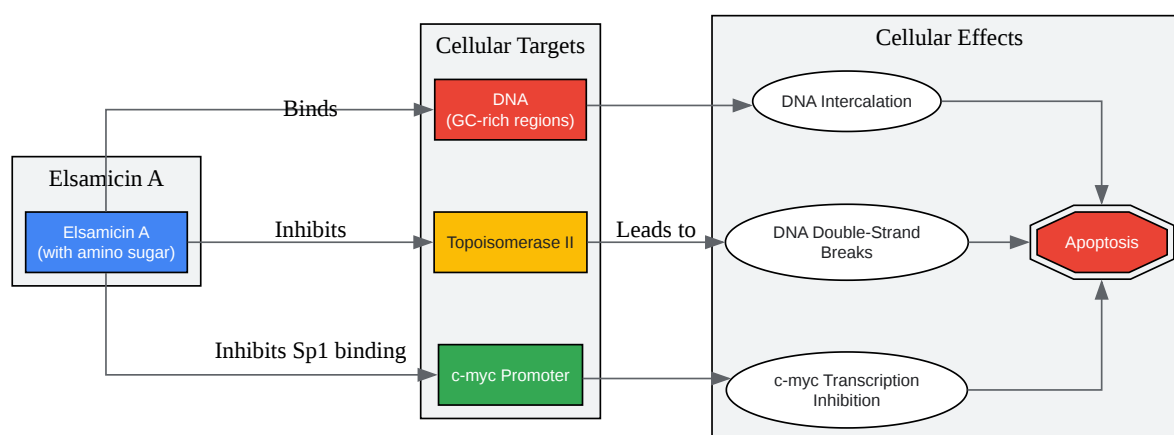 Cellular Targets
Cellular Effects
DNA
(GC-rich regions)
DNA Intercalation
Binds
Elsamicin A
Elsamicin A
(with amino sugar)
Inhibits
Topoisomerase II
Leads to
DNA Double-Strand
Breaks
Apoptosis
Inhibits Sp1 binding
c-myc Promoter
c-myc Transcription
Inhibition